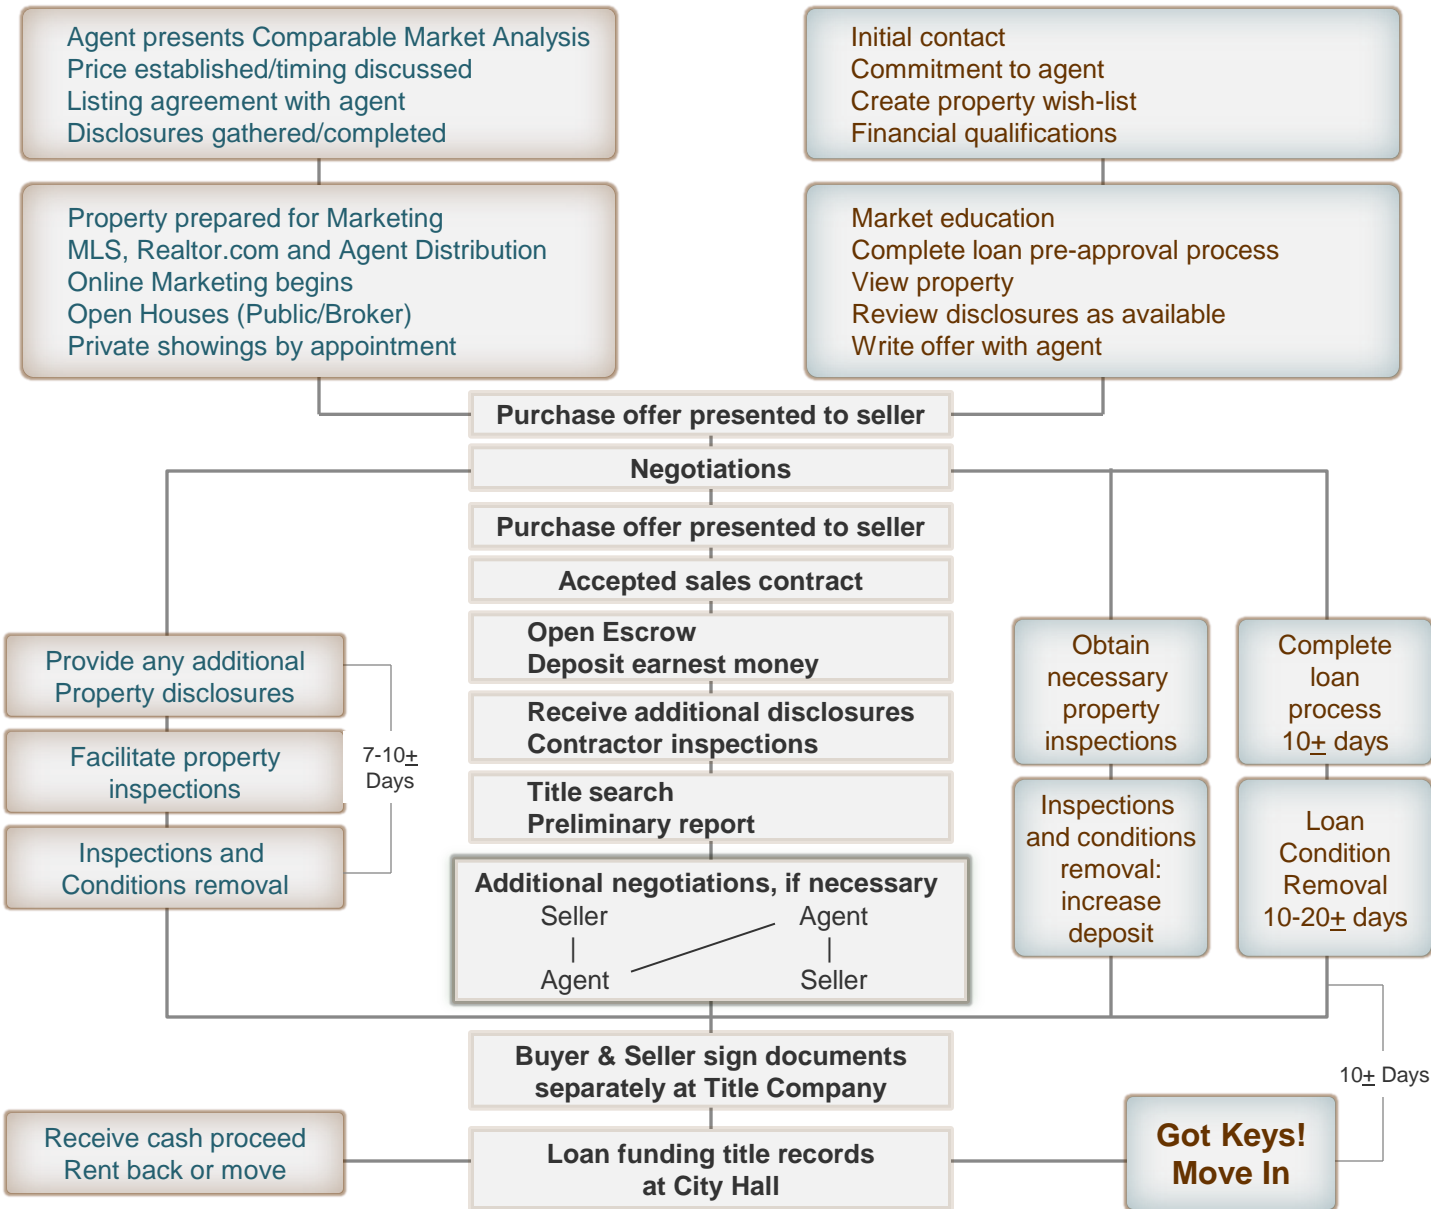 Agent presents Comparable Market Analysis
Price established/timing discussed
Listing agreement with agent
Disclosures gathered/completed
Initial contact
Commitment to agent
Create property wish-list
Financial qualifications
Property prepared for Marketing
MLS, Realtor.com and Agent Distribution
Online Marketing begins
Open Houses (Public/Broker)
Private showings by appointment
Market education
Complete loan pre-approval process
View property
Review disclosures as available
Write offer with agent
Purchase offer presented to seller
Negotiations
Purchase offer presented to seller
Accepted sales contract
Open Escrow
Deposit earnest money
Receive additional disclosures
Contractor inspections
Title search
Preliminary report
Provide any additional
Property disclosures
Facilitate property
inspections
Inspections and
Conditions removal
7-10±
Days
Obtain
necessary
property
inspections
Complete
loan
process
10± days
Inspections
and conditions
removal:
increase
deposit
Loan
Condition
Removal
10-20± days
Additional negotiations, if necessary
Seller
Agent
Agent
Seller
Buyer & Seller sign documents
separately at Title Company
10± Days
Receive cash proceed
Rent back or move
Loan funding title records
at City Hall
Got Keys!
Move In